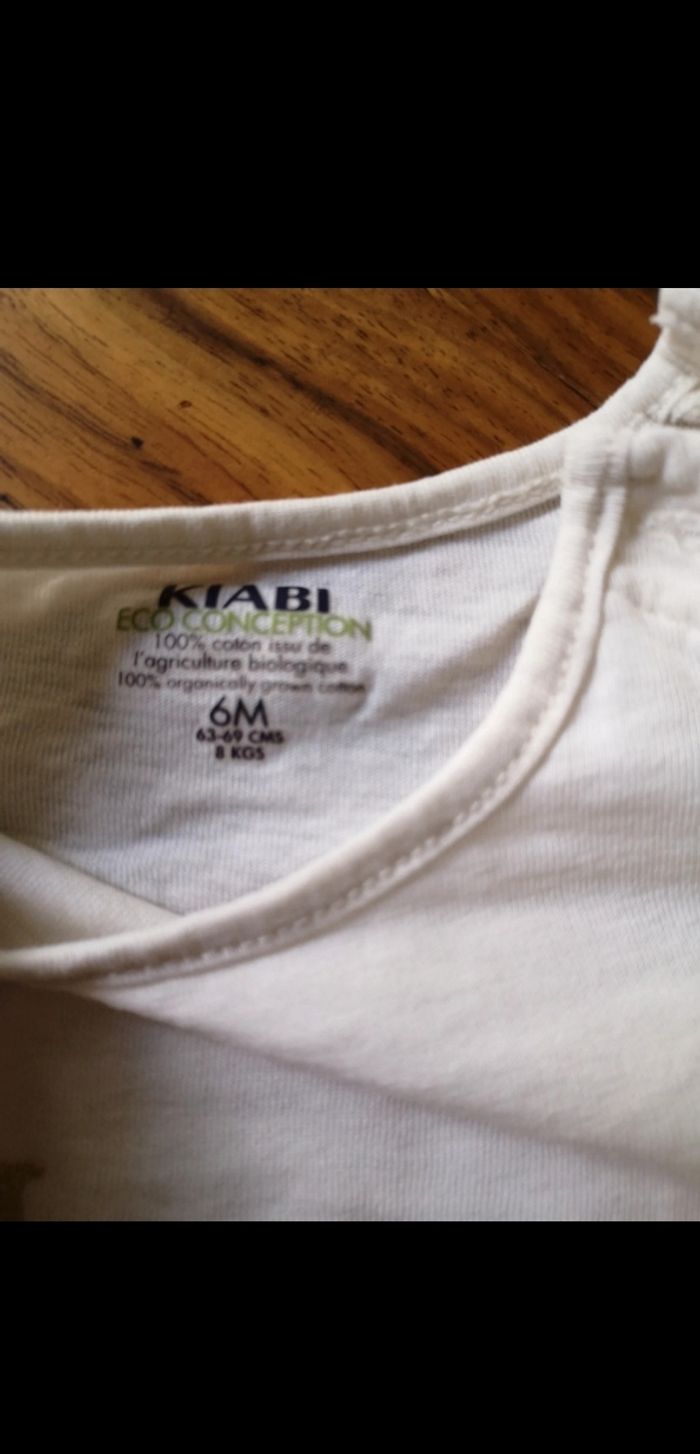 KIABI
ECO CONCEPTION
100% coton issu de
l'agriculture biologique
100% organically grown cotton
6M
63-69 CMS
8 KGS